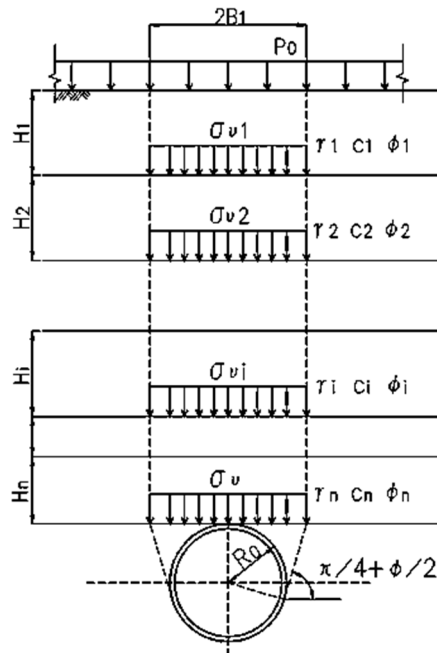 2B1
P0
H1
σv1
γ1 C1 ϕ1
H2
σv2
γ2 C2 ϕ2
Hi
σvi
γi Ci ϕi
Hn
σv
γn Cn ϕn
R0
π/4+ϕ/2